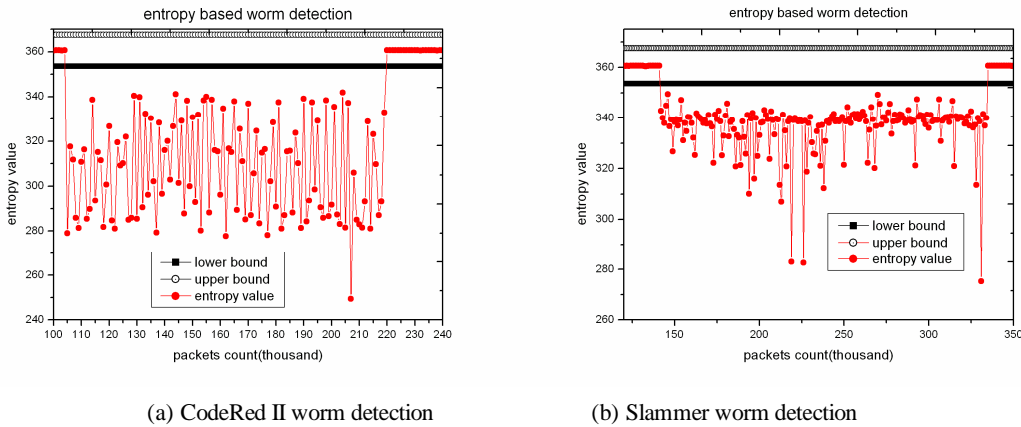 entropy based worm detection
360
340
320
300
280
260
240
entropy value
lower bound
upper bound
entropy value
100 110 120 130 140 150 160 170 180 190 200 210 220 230 240
packets count(thousand)
(a) CodeRed II worm detection
entropy based worm detection
360
340
320
300
280
260
entropy value
lower bound
upper bound
entropy value
150 200 250 300 350
packets count(thousand)
(b) Slammer worm detection